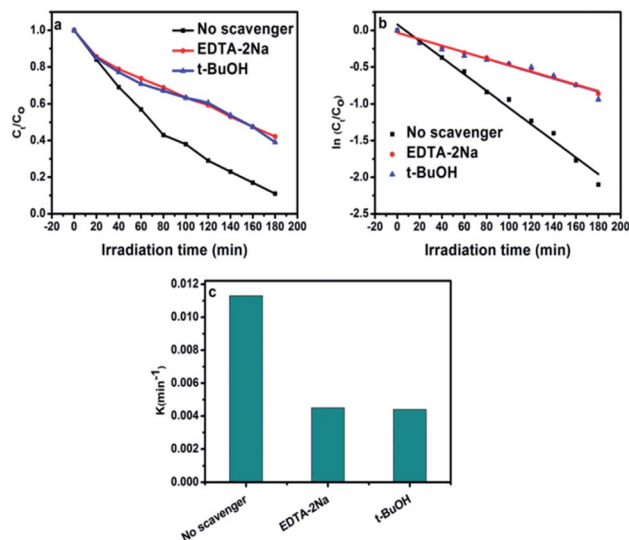 a
No scavenger
EDTA-2Na
t-BuOH
Ct/Co
1.0
0.8
0.6
0.4
0.2
0.0
-20 0 20 40 60 80 100 120 140 160 180 200
Irradiation time (min)
b
ln (Ct/Co)
0.0
-0.5
-1.0
-1.5
-2.0
-2.5
No scavenger
EDTA-2Na
t-BuOH
-20 0 20 40 60 80 100 120 140 160 180 200
Irradiation time (min)
c
K(min⁻¹)
0.012
0.010
0.008
0.006
0.004
0.002
0.000
No scavenger
EDTA-2Na
t-BuOH